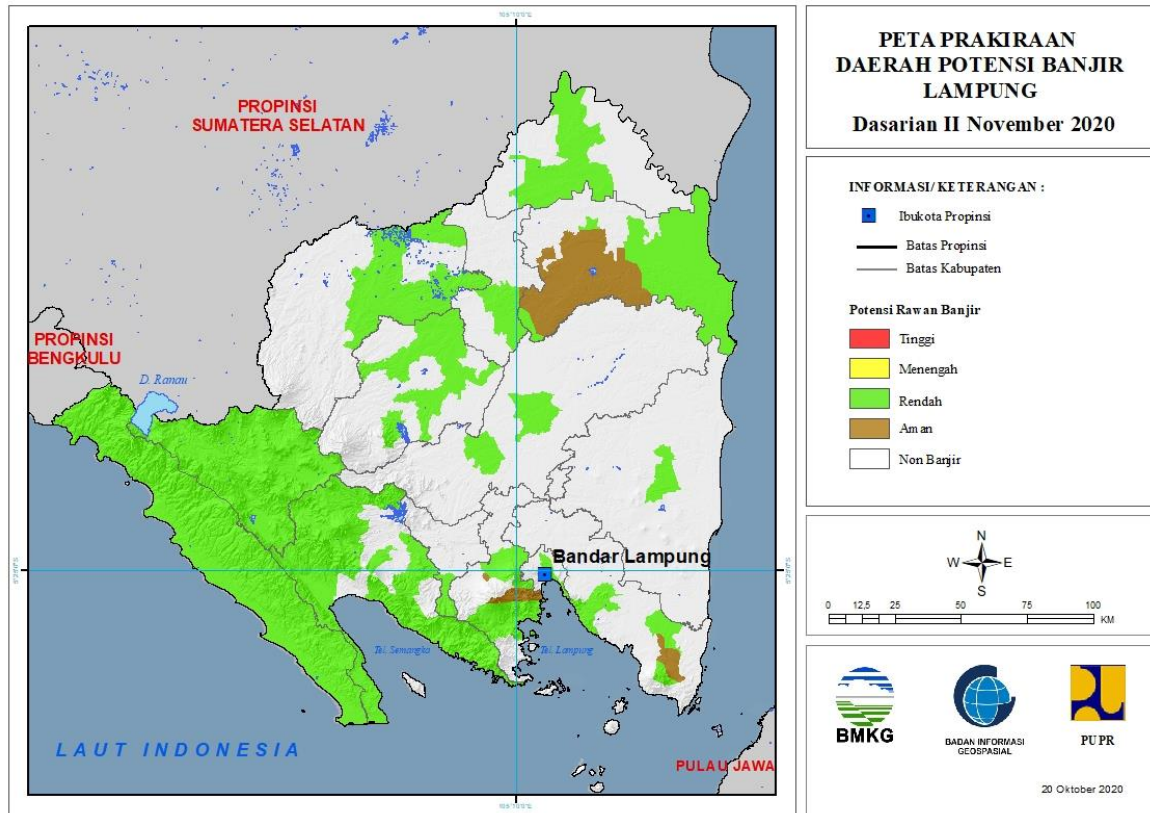 PROPINSI
SUMATERA SELATAN
PROPINSI
BENGKULU
D. Ranau
Bandar Lampung
Tel. Semangka
Tel. Lampung
LAUT INDONESIA
PULAU JAWA
PETA PRAKIRAAN
DAERAH POTENSI BANJIR
LAMPUNG
Dasarian II November 2020
INFORMASI/ KETERANGAN :
Ibukota Propinsi
Batas Propinsi
Batas Kabupaten
Potensi Rawan Banjir
Tinggi
Menengah
Rendah
Aman
Non Banjir
N
W E
S
0 12,5 25 50 75 100
KM
BMKG
BADAN INFORMASI
GEOSPASIAL
PUPR
20 Oktober 2020